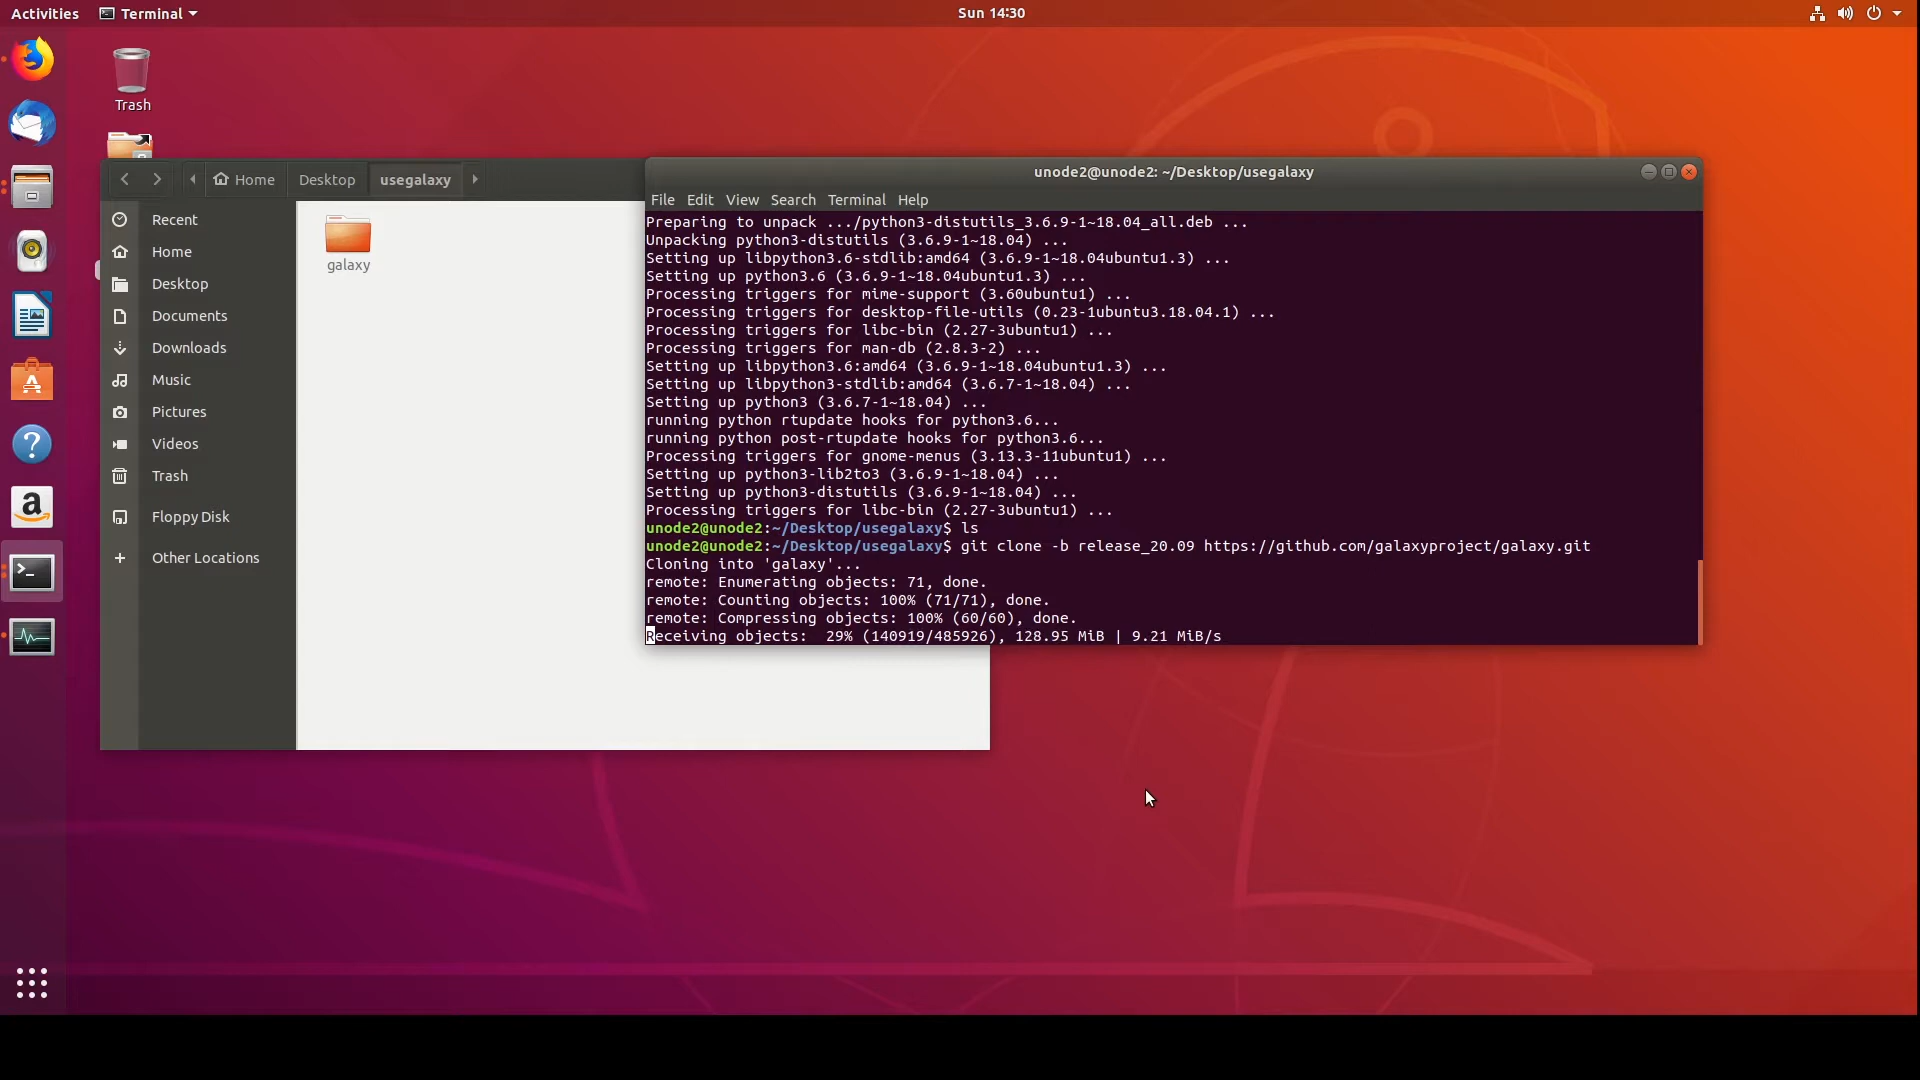 Activities Terminal Sun 14:30
Trash
Home Desktop usegalaxy
Recent
Home
Desktop
Documents
Downloads
Music
Pictures
Videos
Trash
Floppy Disk
Other Locations
galaxy
unode2@unode2: ~/Desktop/usegalaxy
File Edit View Search Terminal Help
Preparing to unpack .../python3-distutils_3.6.9-1~18.04_all.deb ...
Unpacking python3-distutils (3.6.9-1~18.04) ...
Setting up libpython3.6-stdlib:amd64 (3.6.9-1~18.04ubuntu1.3) ...
Setting up python3.6 (3.6.9-1~18.04ubuntu1.3) ...
Processing triggers for mime-support (3.60ubuntu1) ...
Processing triggers for desktop-file-utils (0.23-1ubuntu3.18.04.1) ...
Processing triggers for libc-bin (2.27-3ubuntu1) ...
Processing triggers for man-db (2.8.3-2) ...
Setting up libpython3.6:amd64 (3.6.9-1~18.04ubuntu1.3) ...
Setting up libpython3-stdlib:amd64 (3.6.7-1~18.04) ...
Setting up python3 (3.6.7-1~18.04) ...
running python rtupdate hooks for python3.6...
running python post-rtupdate hooks for python3.6...
Processing triggers for gnome-menus (3.13.3-11ubuntu1) ...
Setting up python3-lib2to3 (3.6.9-1~18.04) ...
Setting up python3-distutils (3.6.9-1~18.04) ...
Processing triggers for libc-bin (2.27-3ubuntu1) ...
unode2@unode2:~/Desktop/usegalaxy$ ls
unode2@unode2:~/Desktop/usegalaxy$ git clone -b release_20.09 https://github.com/galaxyproject/galaxy.git
Cloning into 'galaxy'...
remote: Enumerating objects: 71, done.
remote: Counting objects: 100% (71/71), done.
remote: Compressing objects: 100% (60/60), done.
Receiving objects:  29% (140919/485926), 128.95 MiB | 9.21 MiB/s